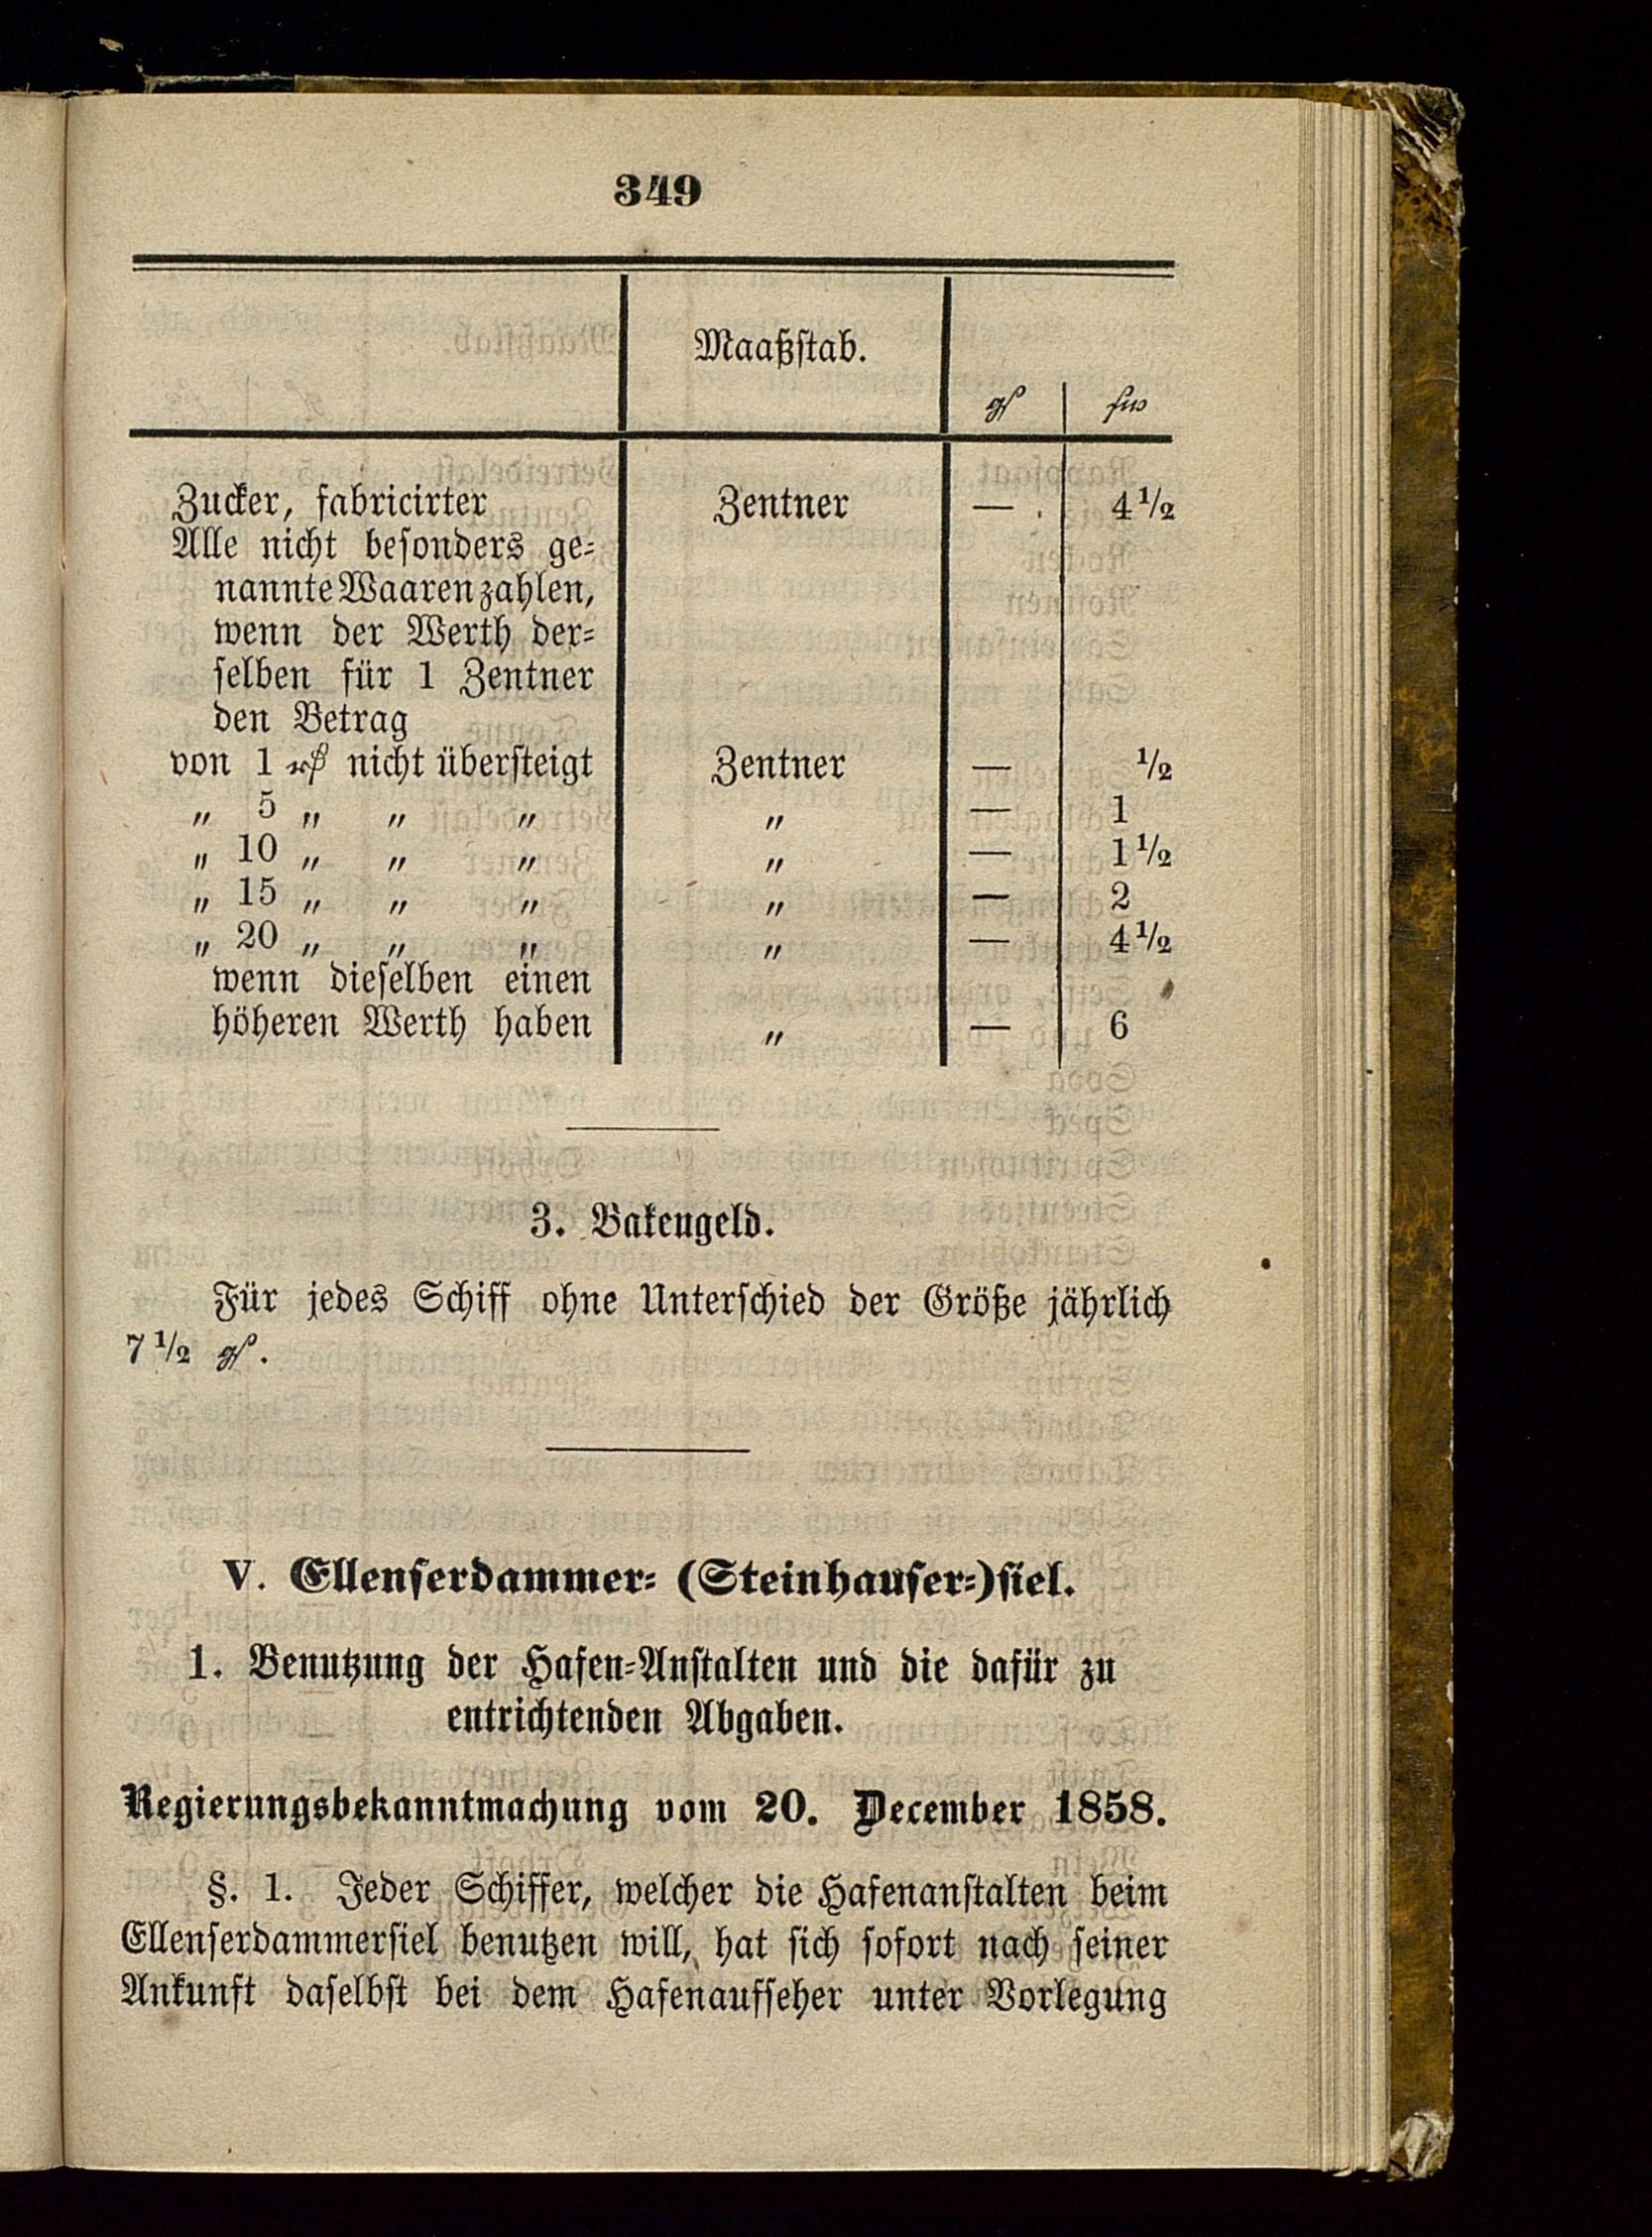 349
Maaßstab.
gſ ſw
Zucker, fabricirter Zentner — 4½
Alle nicht besonders ge-
nannte Waaren zahlen,
wenn der Werth der-
selben für 1 Zentner
den Betrag
von 1 rβ nicht übersteigt Zentner — ½
„ 5 „ „ „ „ — 1
„ 10 „ „ „ „ — 1½
„ 15 „ „ „ „ — 2
„ 20 „ „ „ „ — 4½
wenn dieselben einen
höheren Werth haben „ — 6
3. Bakengeld.
Für jedes Schiff ohne Unterschied der Größe jährlich
7½ gſ.
V. Ellenserdammer- (Steinhauser-)siel.
1. Benutzung der Hafen-Anstalten und die dafür zu
entrichtenden Abgaben.
Regierungsbekanntmachung vom 20. December 1858.
§. 1. Jeder Schiffer, welcher die Hafenanstalten beim
Ellenserdammersiel benutzen will, hat sich sofort nach seiner
Ankunft daselbst bei dem Hafenaufseher unter Vorlegung